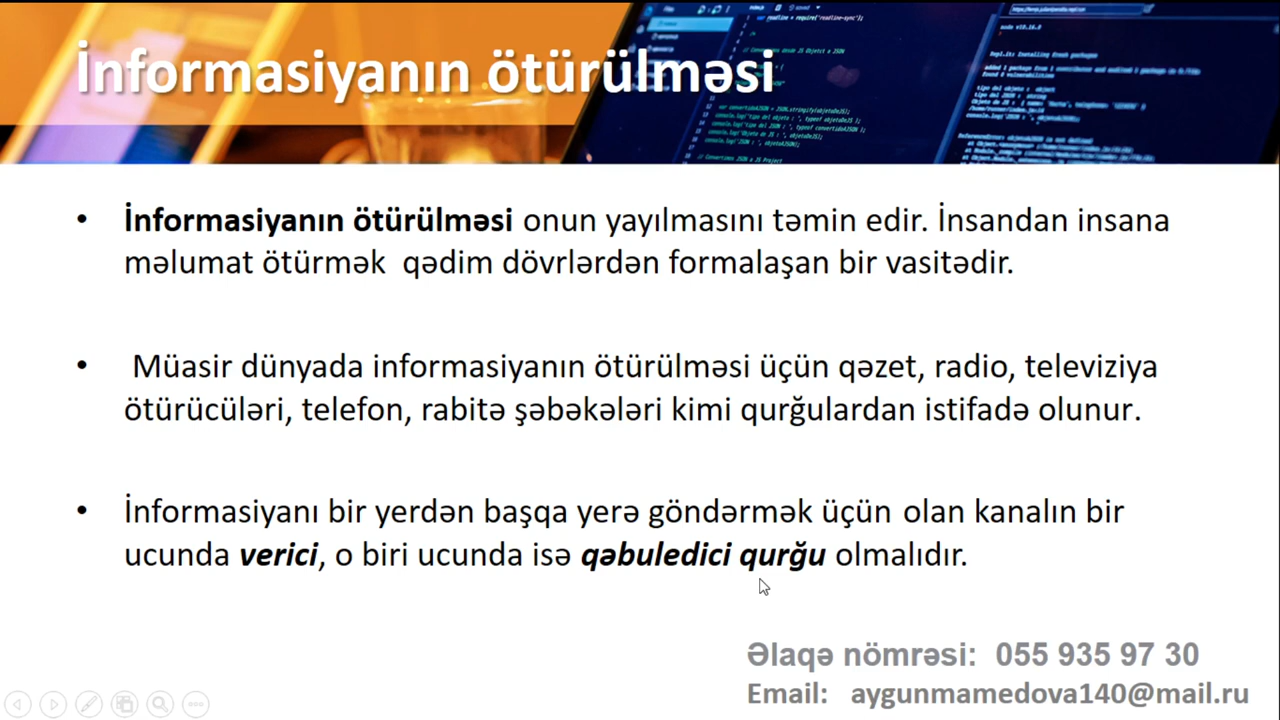 İnformasiyanın ötürülməsi
• İnformasiyanın ötürülməsi onun yayılmasını təmin edir. İnsandan insana
məlumat ötürmək qədim dövrlərdən formalaşan bir vasitədir.
• Müasir dünyada informasiyanın ötürülməsi üçün qəzet, radio, televiziya
ötürücüləri, telefon, rabitə şəbəkələri kimi qurğulardan istifadə olunur.
• İnformasiyanı bir yerdən başqa yerə göndərmək üçün olan kanalın bir
ucunda verici, o biri ucunda isə qəbuledici qurğu olmalıdır.
Əlaqə nömrəsi: 055 935 97 30
Email: aygunmamedova140@mail.ru